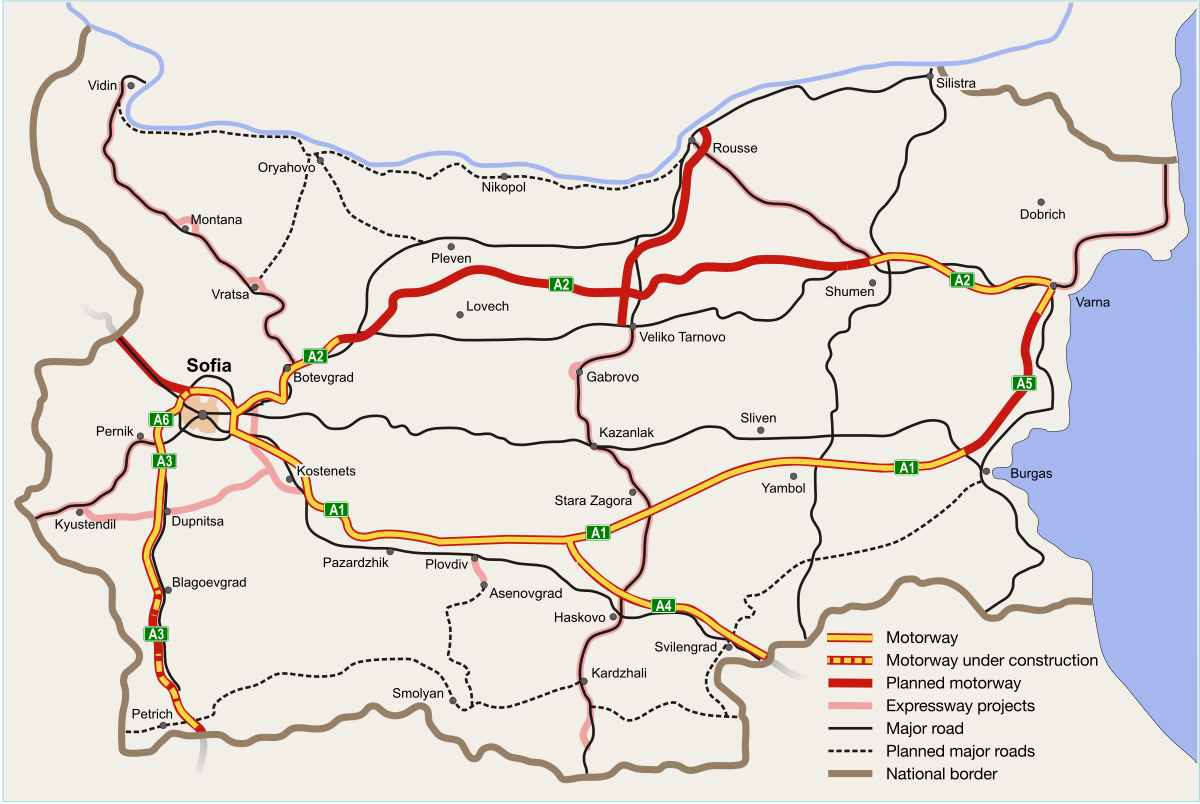 Vidin
Silistra
Rousse
Oryahovo
Nikopol
Montana
Dobrich
Pleven
A2
A2
Vratsa
Lovech
Shumen
Varna
Veliko Tarnovo
A2
Sofia
Botevgrad
Gabrovo
A5
A6
Pernik
Sliven
Kazanlak
A3
A1
Kostenets
Burgas
Yambol
Stara Zagora
A1
Kyustendil
Dupnitsa
A1
Pazardzhik
Plovdiv
Blagoevgrad
Asenovgrad
A4
Haskovo
A3
Svilengrad
Kardzhali
Smolyan
Petrich
Motorway
Motorway under construction
Planned motorway
Expressway projects
Major road
Planned major roads
National border